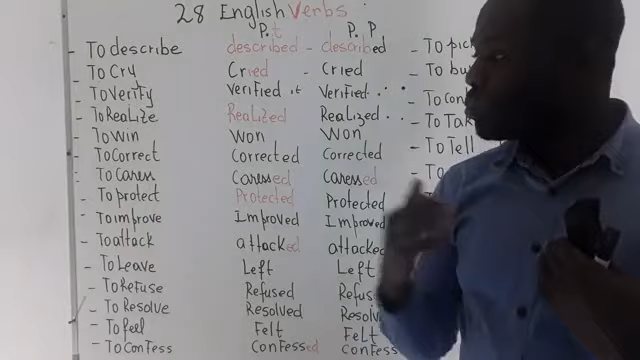 28 English Verbs
P.t P.P
- To describe described - described - To pick
To Cry Cried - Cried - To bu
To Verify Verified Verified - To Con
To Realize Realized Realized - To Tak
To Win Won Won - To Tell
To Correct Corrected Corrected - To
To Caress Caressed Caressed
To protect Protected Protected
To improve Improved Improved
- To attack attacked attacked
- To Leave Left Left
- To Refuse Refused Refus
- To Resolve Resolved Resolv
- To feel Felt Felt
- To Confess Confessed Confess